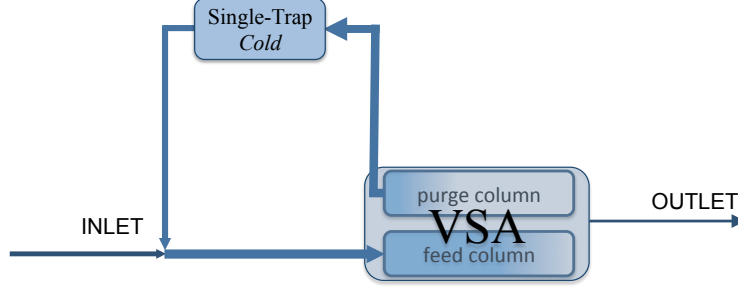 Single-Trap
Cold
purge column
OUTLET
VSA
INLET
feed column